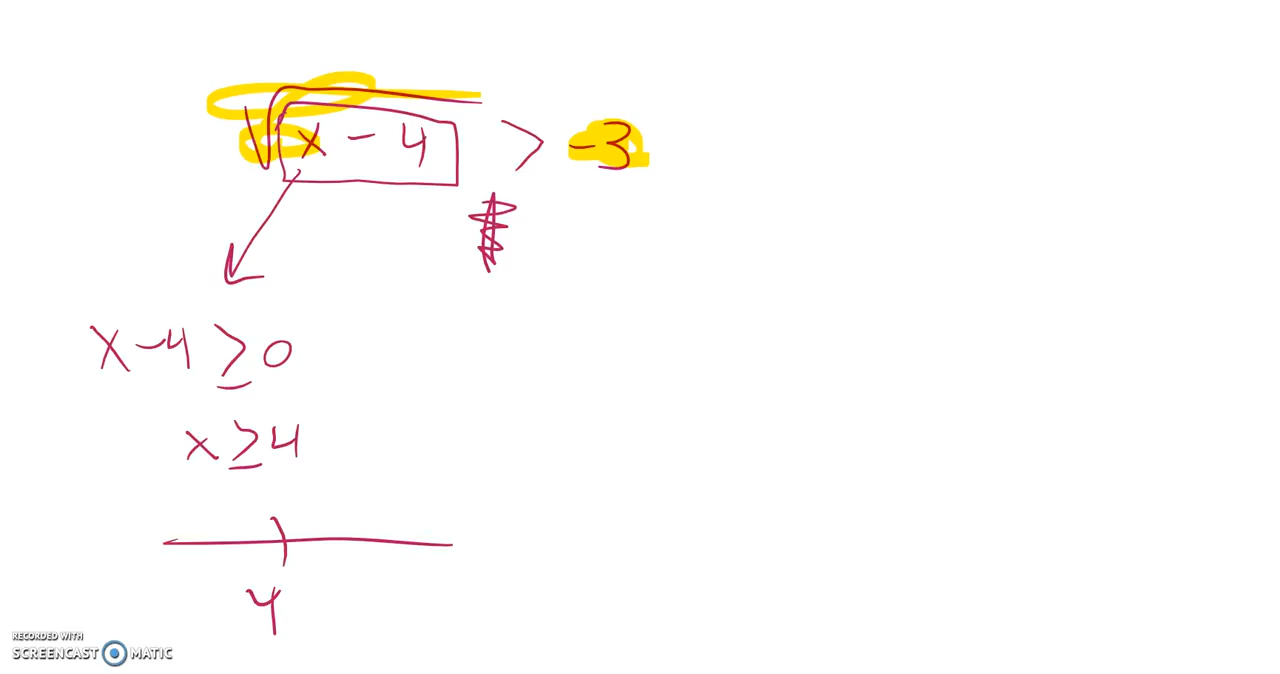 √x - 4 > -3
x - 4 ≥ 0
x ≥ 4
4
RECORDED WITH
SCREENCAST MATIC